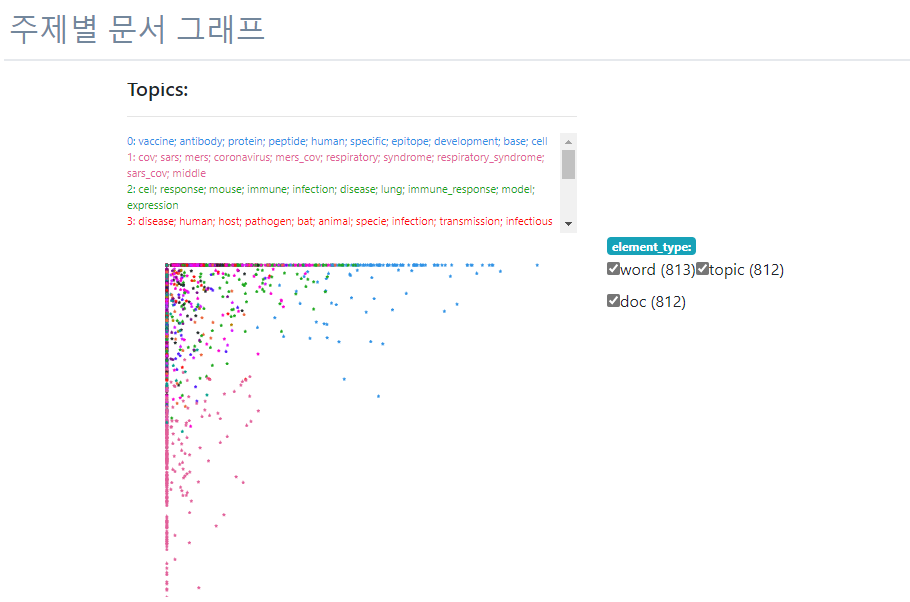 주제별 문서 그래프
Topics:
0: vaccine; antibody; protein; peptide; human; specific; epitope; development; base; cell
1: cov; sars; mers; coronavirus; mers_cov; respiratory; syndrome; respiratory_syndrome;
sars_cov; middle
2: cell; response; mouse; immune; infection; disease; lung; immune_response; model;
expression
3: disease; human; host; pathogen; bat; animal; specie; infection; transmission; infectious
element_type:
word (813) topic (812)
doc (812)